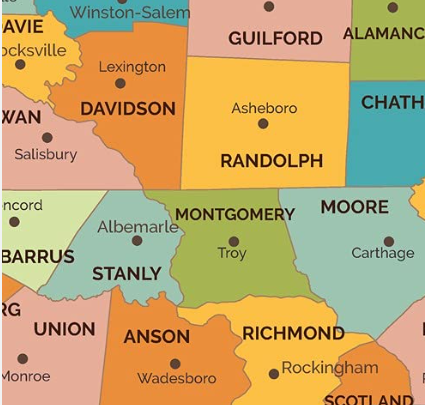 Winston-Salem
AVIE
ocksville
GUILFORD
ALAMANC
Lexington
DAVIDSON
Asheboro
RANDOLPH
CHATH
WAN
Salisbury
ncord
BARRUS
Albemarle
STANLY
MONTGOMERY
Troy
MOORE
Carthage
RG
UNION
Monroe
ANSON
Wadesboro
RICHMOND
Rockingham
SCOTLAND